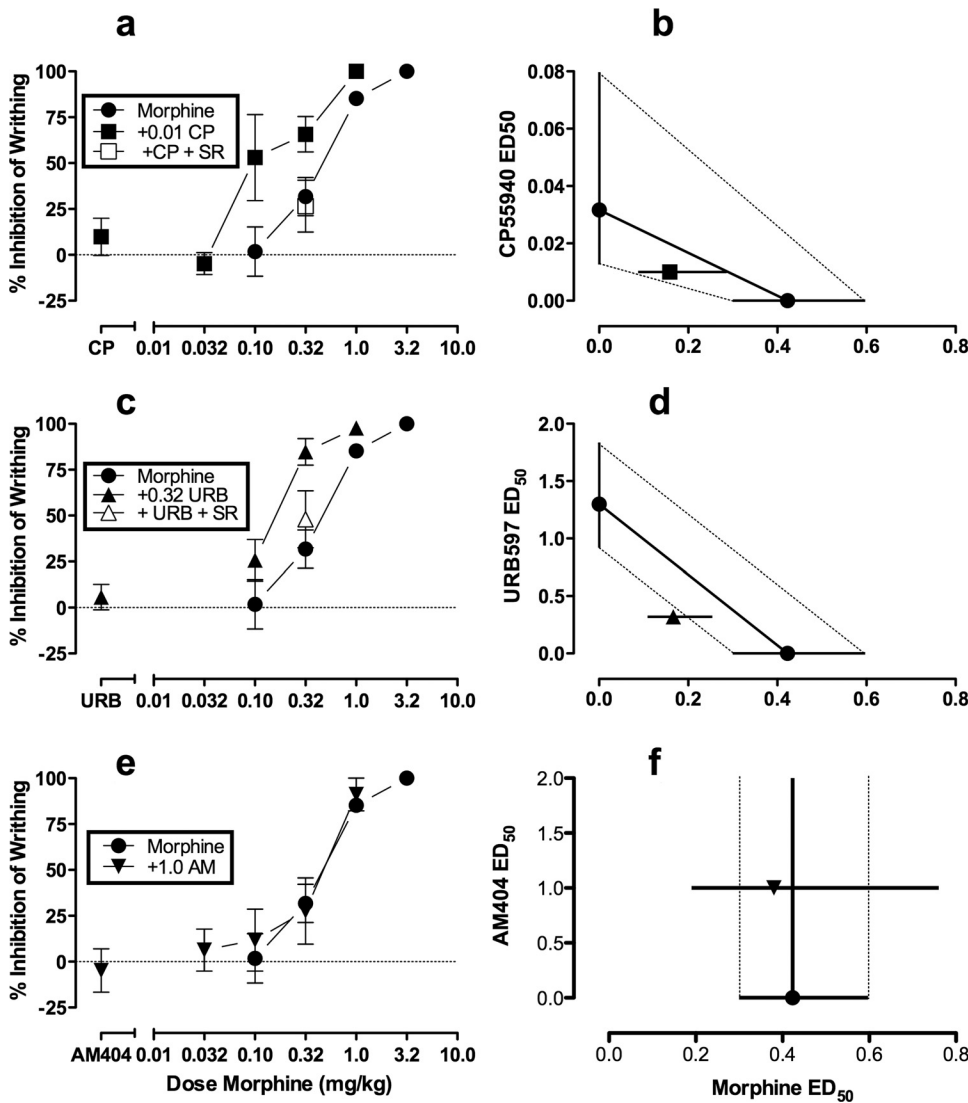 a
% Inhibition of Writhing
100
75
50
25
0
-25
Morphine
+0.01 CP
+CP + SR
CP 0.01 0.032 0.10 0.32 1.0 3.2 10.0
b
CP55940 ED50
0.08
0.06
0.04
0.02
0.00
0.0 0.2 0.4 0.6 0.8
c
% Inhibition of Writhing
100
75
50
25
0
-25
Morphine
+0.32 URB
+ URB + SR
URB 0.01 0.032 0.10 0.32 1.0 3.2 10.0
d
URB597 ED50
2.0
1.5
1.0
0.5
0.0
0.0 0.2 0.4 0.6 0.8
e
% Inhibition of Writhing
100
75
50
25
0
-25
Morphine
+1.0 AM
AM404 0.01 0.032 0.10 0.32 1.0 3.2 10.0
Dose Morphine (mg/kg)
f
AM404 ED50
2.0
1.5
1.0
0.5
0.0
0.0 0.2 0.4 0.6 0.8
Morphine ED50